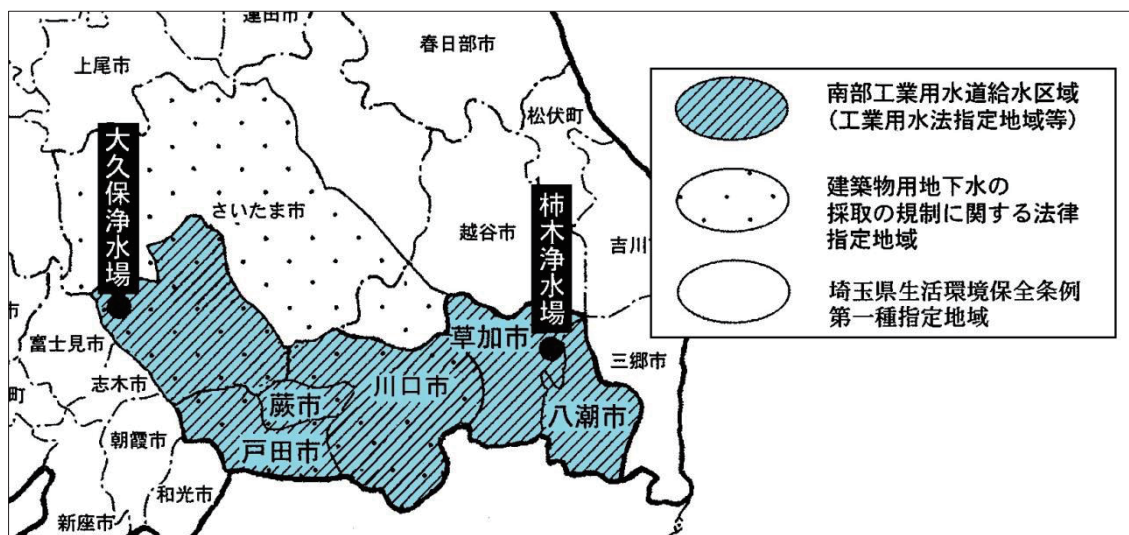 蓮田市
上尾市
春日部市
松伏町
大久保浄水場
さいたま市
越谷市
柿木浄水場
吉川
草加市
富士見市
志木市
川口市
三郷市
蕨市
八潮市
町
朝霞市
戸田市
和光市
新座市
市
南部工業用水道給水区域
(工業用水法指定地域等)
建築物用地下水の
採取の規制に関する法律
指定地域
埼玉県生活環境保全条例
第一種指定地域